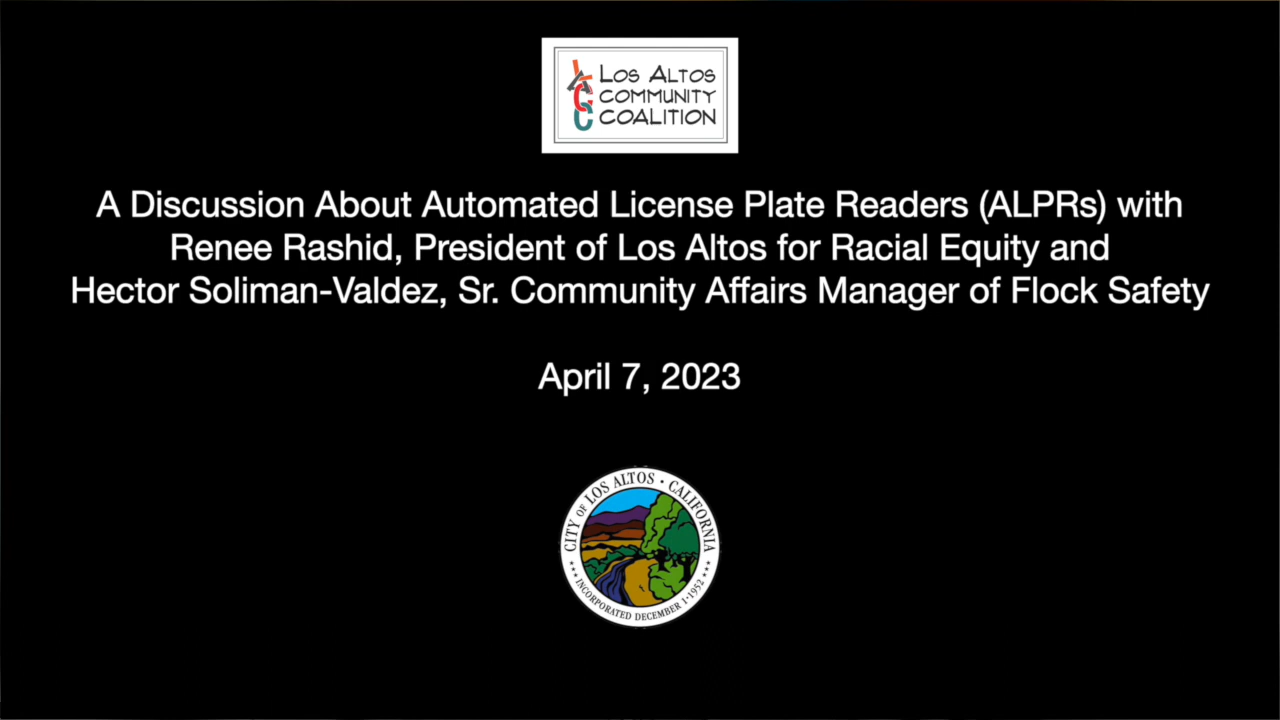 LOS ALTOS
COMMUNITY
COALITION
LACC
A Discussion About Automated License Plate Readers (ALPRs) with
Renee Rashid, President of Los Altos for Racial Equity and
Hector Soliman-Valdez, Sr. Community Affairs Manager of Flock Safety
April 7, 2023
CITY OF LOS ALTOS • CALIFORNIA
INCORPORATED DECEMBER 1•1952